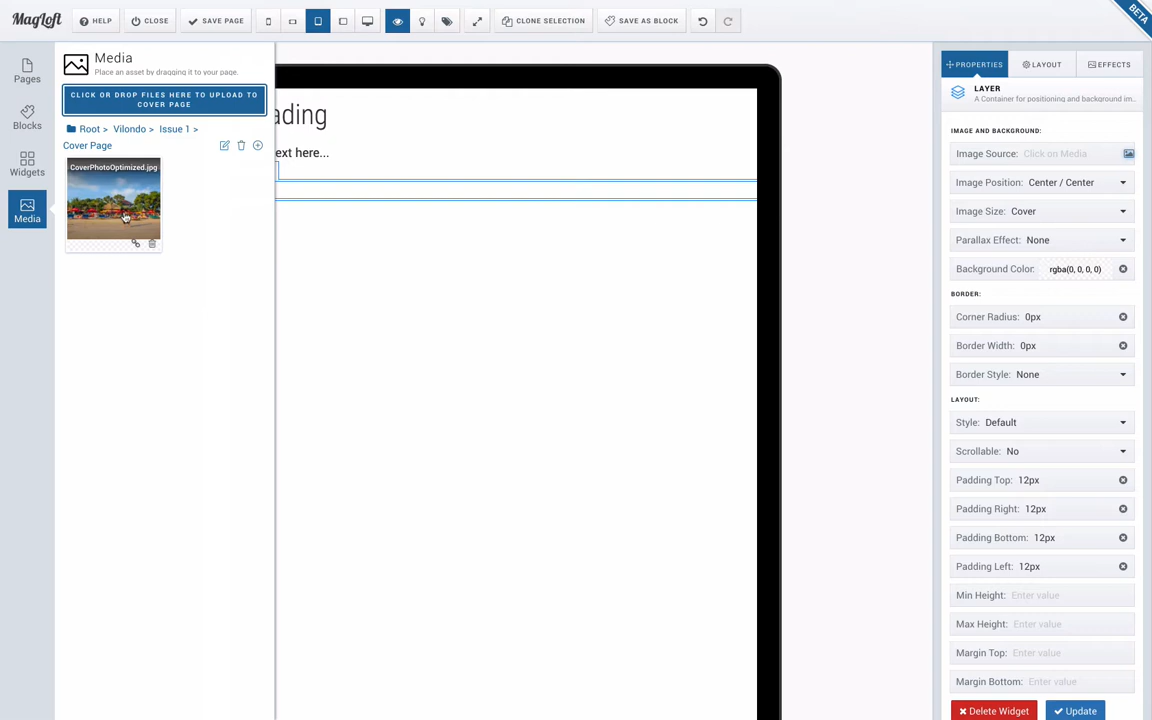 MagLoft
HELP
CLOSE
SAVE PAGE
CLONE SELECTION
SAVE AS BLOCK
BETA
Pages
Blocks
Widgets
Media
Media
Place an asset by dragging it to your page.
CLICK OR DROP FILES HERE TO UPLOAD TO
COVER PAGE
Root > Vilondo > Issue 1 >
Cover Page
CoverPhotoOptimized.jpg
ading
ext here...
PROPERTIES
LAYOUT
EFFECTS
LAYER
A Container for positioning and background im...
IMAGE AND BACKGROUND:
Image Source: Click on Media
Image Position: Center / Center
Image Size: Cover
Parallax Effect: None
Background Color: rgba(0, 0, 0, 0)
BORDER:
Corner Radius: 0px
Border Width: 0px
Border Style: None
LAYOUT:
Style: Default
Scrollable: No
Padding Top: 12px
Padding Right: 12px
Padding Bottom: 12px
Padding Left: 12px
Min Height: Enter value
Max Height: Enter value
Margin Top: Enter value
Margin Bottom: Enter value
Delete Widget
Update